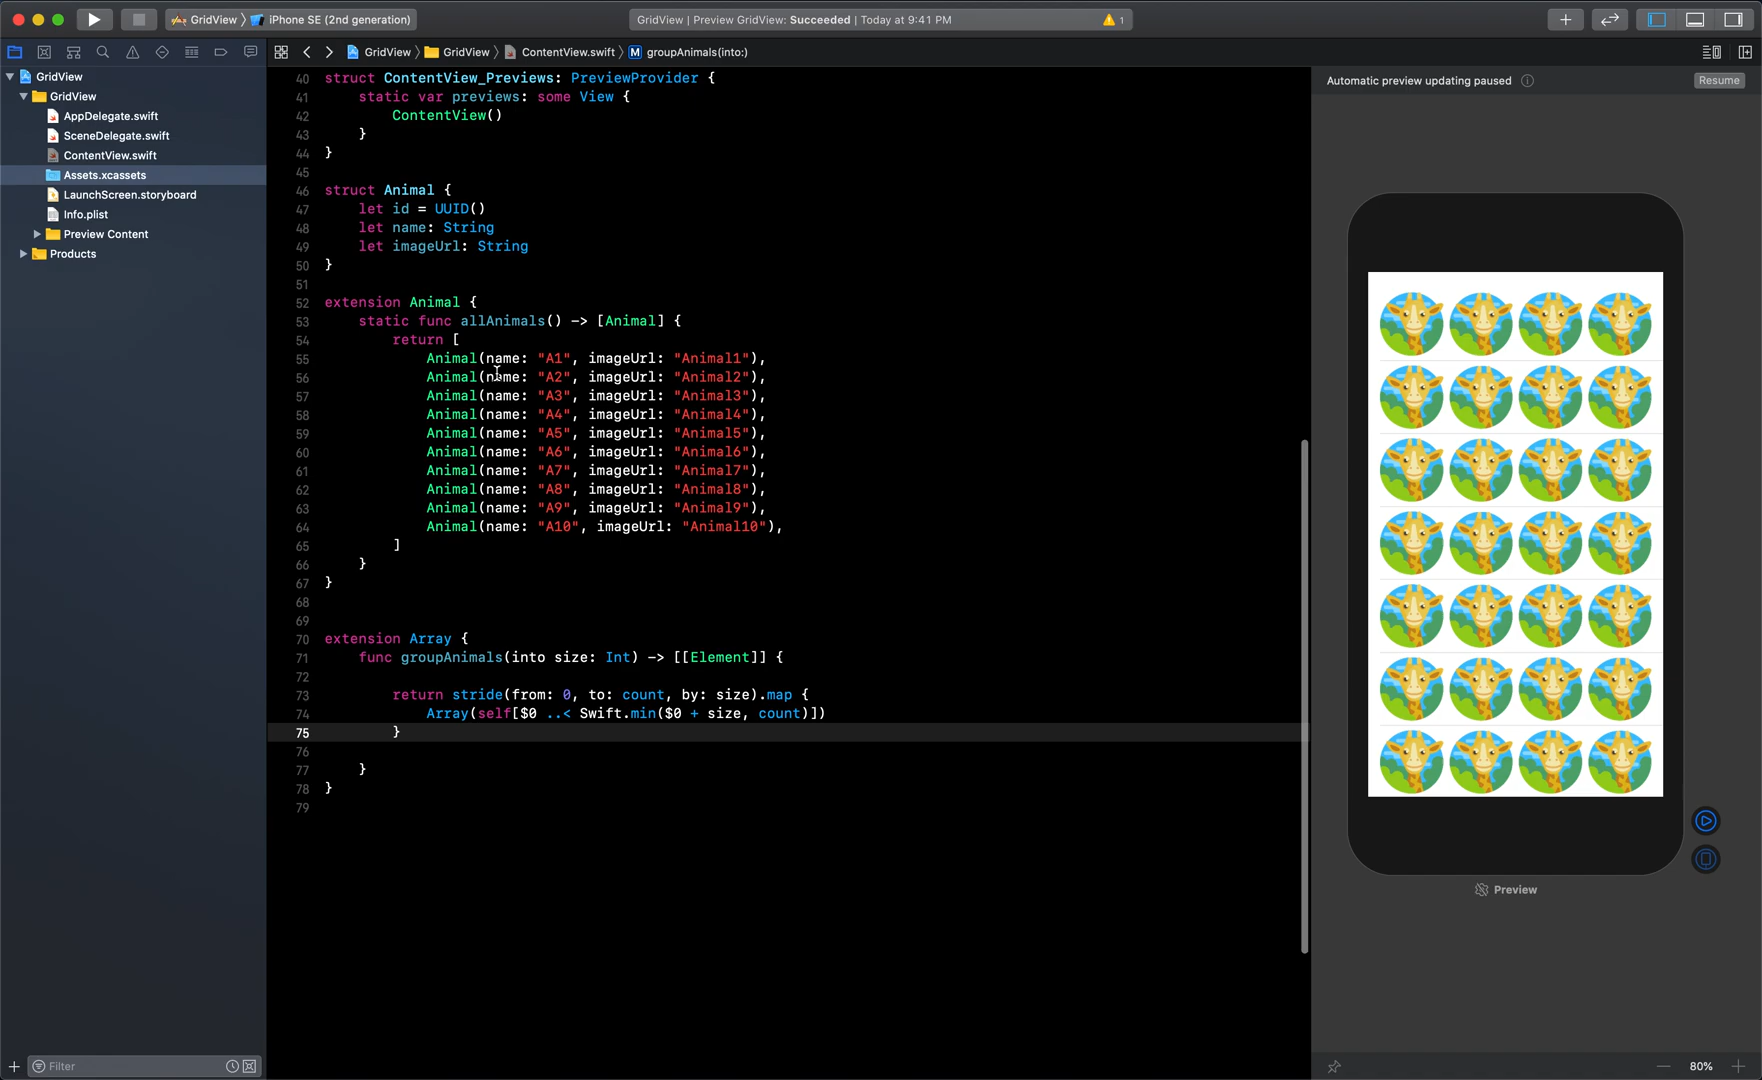 GridView 〉 iPhone SE (2nd generation)
GridView | Preview GridView: Succeeded | Today at 9:41 PM
1
GridView 〉 GridView 〉 ContentView.swift 〉 M groupAnimals(into:)
GridView
GridView
AppDelegate.swift
SceneDelegate.swift
ContentView.swift
Assets.xcassets
LaunchScreen.storyboard
Info.plist
Preview Content
Products
Filter
40 struct ContentView_Previews: PreviewProvider {
41     static var previews: some View {
42         ContentView()
43     }
44 }
45
46 struct Animal {
47     let id = UUID()
48     let name: String
49     let imageUrl: String
50 }
51
52 extension Animal {
53     static func allAnimals() -> [Animal] {
54         return [
55             Animal(name: "A1", imageUrl: "Animal1"),
56             Animal(name: "A2", imageUrl: "Animal2"),
57             Animal(name: "A3", imageUrl: "Animal3"),
58             Animal(name: "A4", imageUrl: "Animal4"),
59             Animal(name: "A5", imageUrl: "Animal5"),
60             Animal(name: "A6", imageUrl: "Animal6"),
61             Animal(name: "A7", imageUrl: "Animal7"),
62             Animal(name: "A8", imageUrl: "Animal8"),
63             Animal(name: "A9", imageUrl: "Animal9"),
64             Animal(name: "A10", imageUrl: "Animal10"),
65         ]
66     }
67 }
68
69
70 extension Array {
71     func groupAnimals(into size: Int) -> [[Element]] {
72
73         return stride(from: 0, to: count, by: size).map {
74             Array(self[$0 ..< Swift.min($0 + size, count)])
75         }
76
77     }
78 }
79
Automatic preview updating paused
Resume
Preview
80%